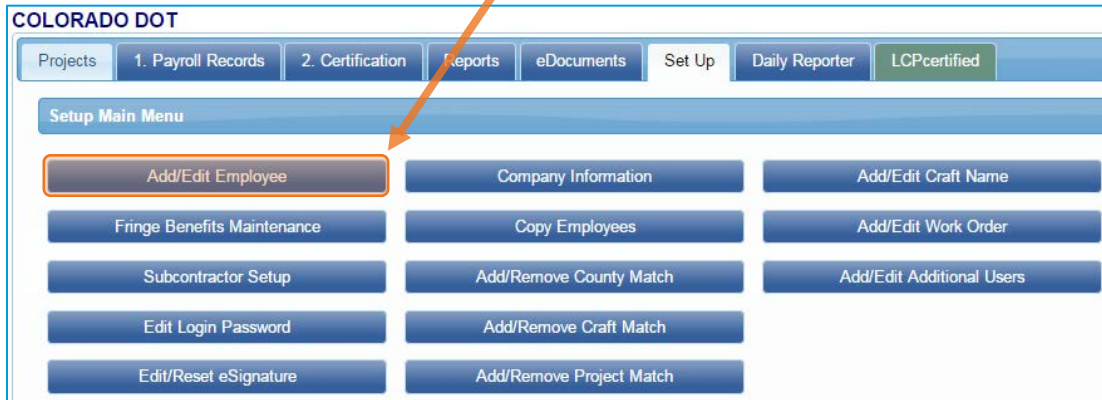 COLORADO DOT
Projects 1. Payroll Records 2. Certification Reports eDocuments Set Up Daily Reporter LCPcertified
Setup Main Menu
Add/Edit Employee Company Information Add/Edit Craft Name
Fringe Benefits Maintenance Copy Employees Add/Edit Work Order
Subcontractor Setup Add/Remove County Match Add/Edit Additional Users
Edit Login Password Add/Remove Craft Match
Edit/Reset eSignature Add/Remove Project Match